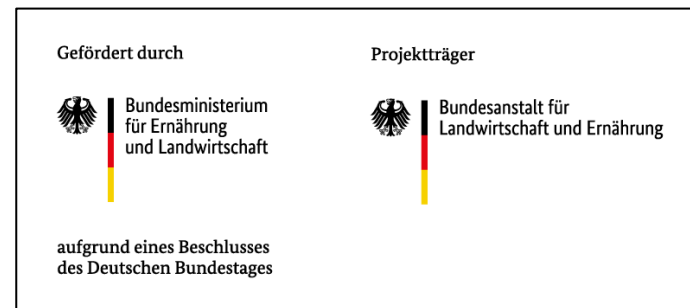 Gefördert durch
Bundesministerium
für Ernährung
und Landwirtschaft
aufgrund eines Beschlusses
des Deutschen Bundestages
Projektträger
Bundesanstalt für
Landwirtschaft und Ernährung